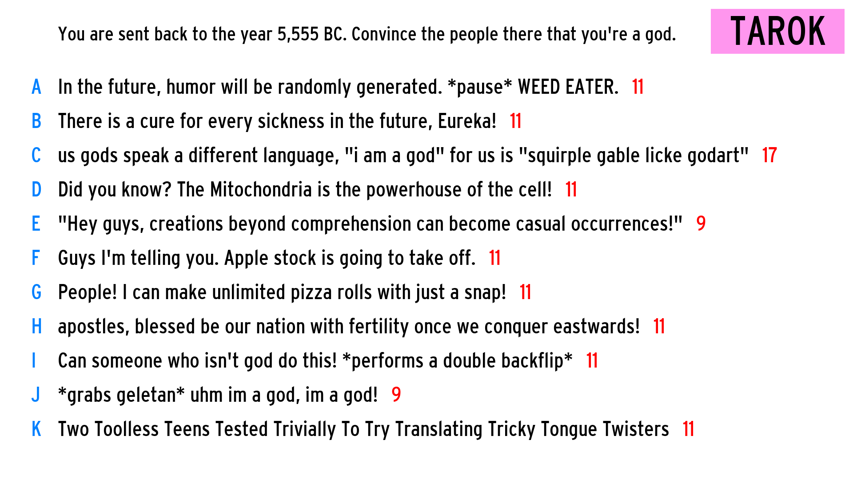 You are sent back to the year 5,555 BC. Convince the people there that you're a god.
TAROK
A In the future, humor will be randomly generated. *pause* WEED EATER. 11
B There is a cure for every sickness in the future, Eureka! 11
C us gods speak a different language, "i am a god" for us is "squirple gable licke godart" 17
D Did you know? The Mitochondria is the powerhouse of the cell! 11
E "Hey guys, creations beyond comprehension can become casual occurrences!" 9
F Guys I'm telling you. Apple stock is going to take off. 11
G People! I can make unlimited pizza rolls with just a snap! 11
H apostles, blessed be our nation with fertility once we conquer eastwards! 11
I Can someone who isn't god do this! *performs a double backflip* 11
J *grabs geletan* uhm im a god, im a god! 9
K Two Toolless Teens Tested Trivially To Try Translating Tricky Tongue Twisters 11